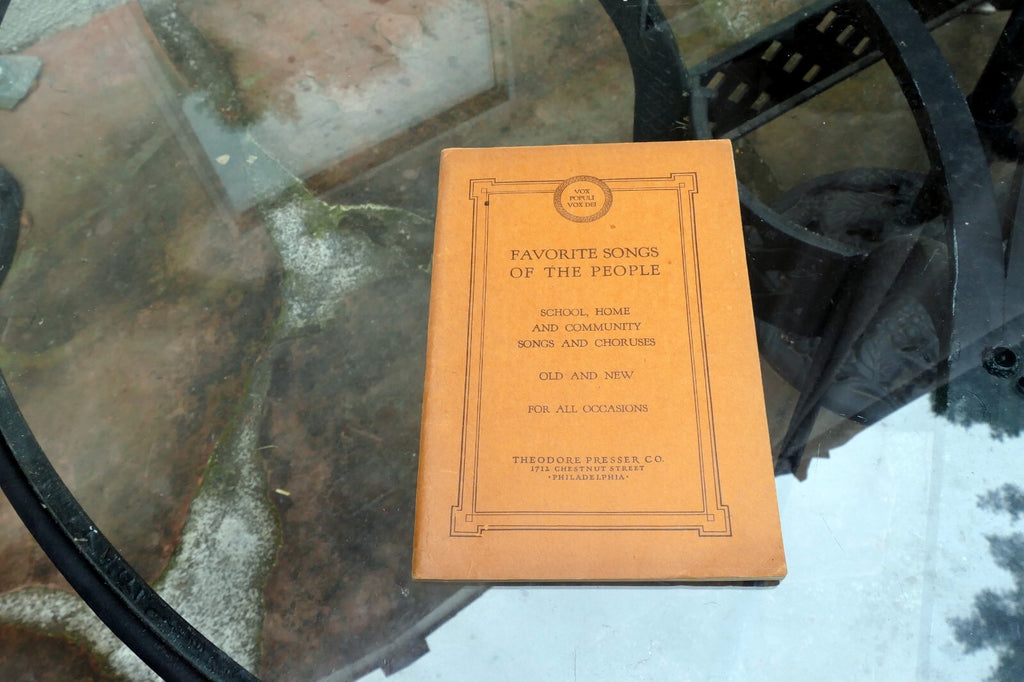 VOX
POPULI
VOX DEI
FAVORITE SONGS
OF THE PEOPLE
SCHOOL, HOME
AND COMMUNITY
SONGS AND CHORUSES
OLD AND NEW
FOR ALL OCCASIONS
THEODORE PRESSER CO.
1712 CHESTNUT STREET
·PHILADELPHIA·